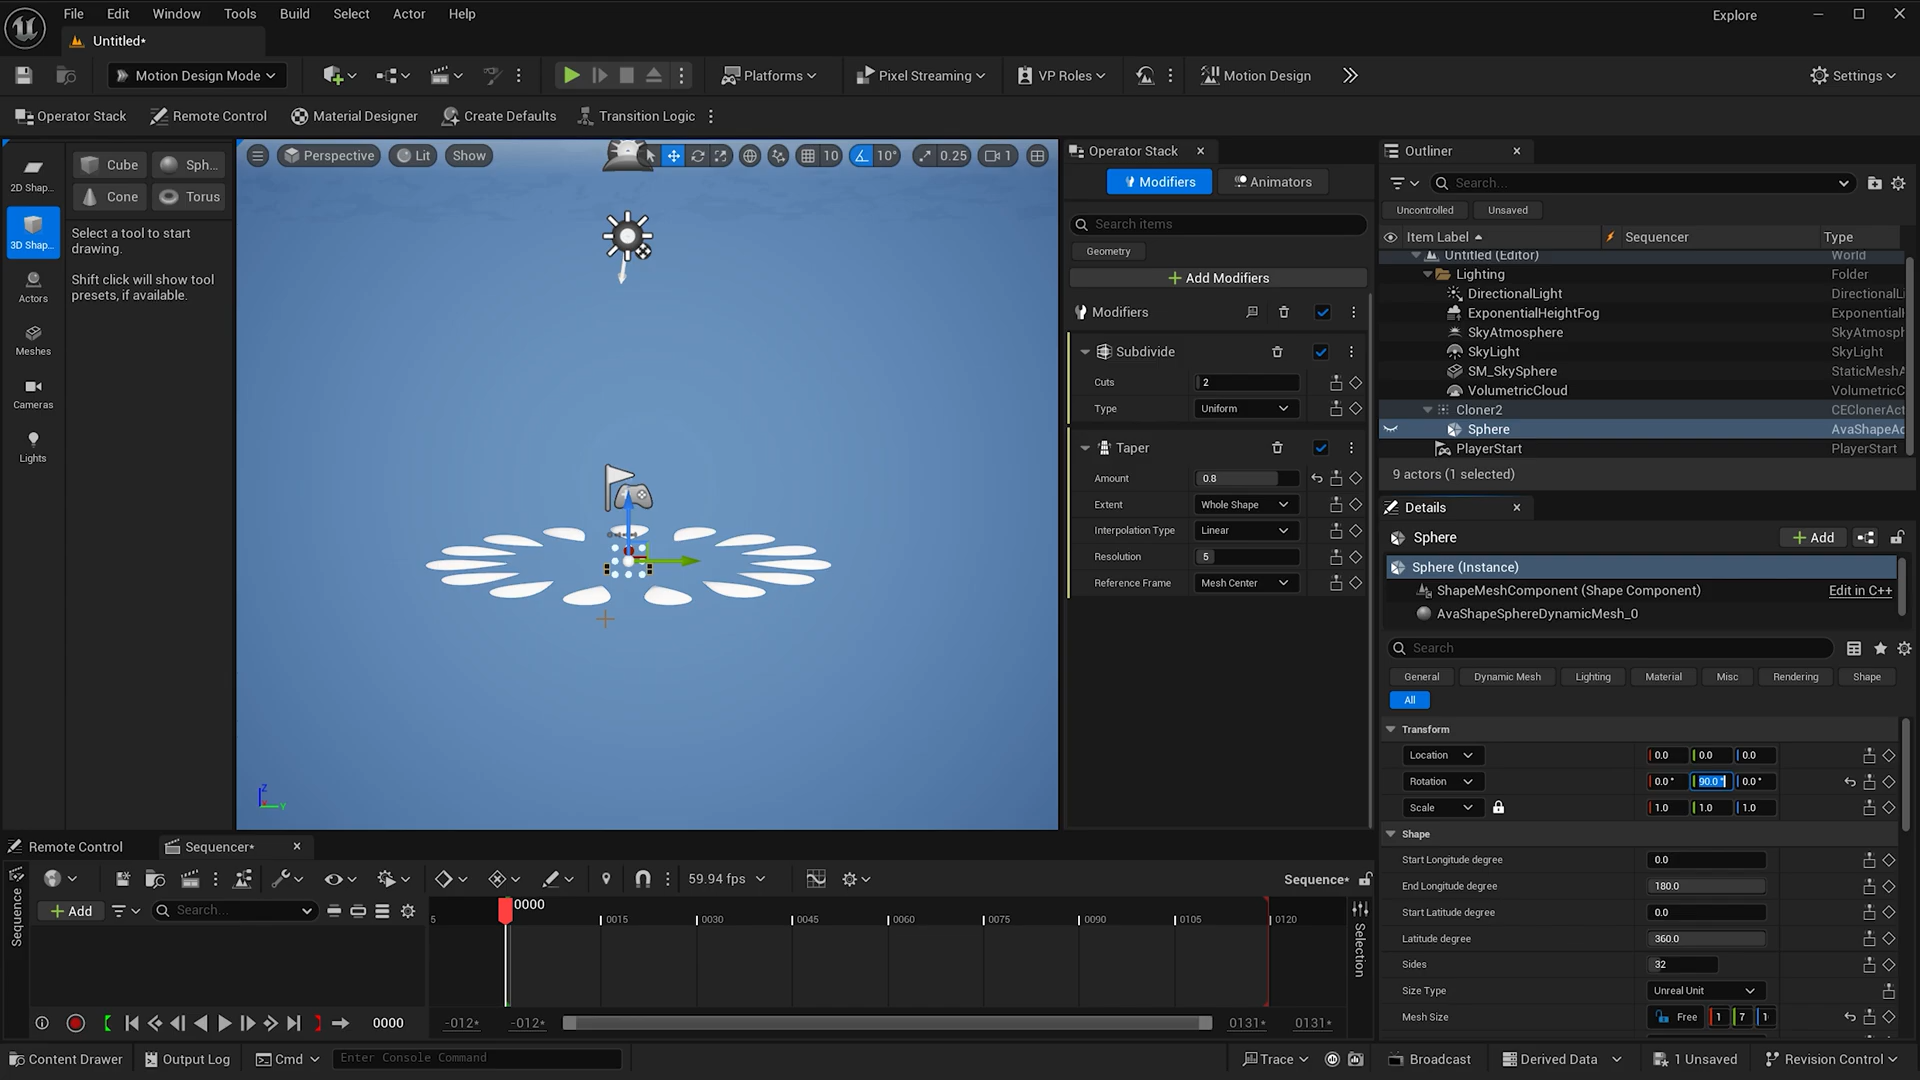 File Edit Window Tools Build Select Actor Help
Explore
Untitled*
Motion Design Mode
Platforms
Pixel Streaming
VP Roles
Motion Design
Settings
Operator Stack
Remote Control
Material Designer
Create Defaults
Transition Logic
2D Shap...
3D Shap...
Actors
Meshes
Cameras
Lights
Cube
Sph...
Cone
Torus
Select a tool to start
drawing.
Shift click will show tool
presets, if available.
Perspective
Lit
Show
10
10°
0.25
1
Z
Y
Operator Stack
Modifiers
Animators
Search items
Geometry
Add Modifiers
Modifiers
Subdivide
Cuts 2
Type Uniform
Taper
Amount 0.8
Extent Whole Shape
Interpolation Type Linear
Resolution 5
Reference Frame Mesh Center
Outliner
Search...
Uncontrolled Unsaved
Item Label Sequencer Type
Untitled (Editor) World
Lighting Folder
DirectionalLight DirectionalLi
ExponentialHeightFog Exponential
SkyAtmosphere SkyAtmosph
SkyLight SkyLight
SM_SkySphere StaticMeshA
VolumetricCloud VolumetricC
Cloner2 CEClonerAct
Sphere AvaShapeAc
PlayerStart PlayerStart
9 actors (1 selected)
Details
Sphere
Add
Sphere (Instance)
ShapeMeshComponent (Shape Component) Edit in C++
AvaShapeSphereDynamicMesh_0
Search
General Dynamic Mesh Lighting Material Misc Rendering Shape
All
Transform
Location 0.0 0.0 0.0
Rotation 0.0° 90.0° 0.0°
Scale 1.0 1.0 1.0
Shape
Start Longitude degree 0.0
End Longitude degree 180.0
Start Latitude degree 0.0
Latitude degree 360.0
Sides 32
Size Type Unreal Unit
Mesh Size Free 1 7
Remote Control
Sequencer*
59.94 fps
Sequence*
Sequence
Add
Search...
0000
5 0015 0030 0045 0060 0075 0090 0105 0120
Selection
0000
-012* -012* 0131* 0131*
Content Drawer
Output Log
Cmd
Enter Console Command
Trace
Broadcast
Derived Data
1 Unsaved
Revision Control